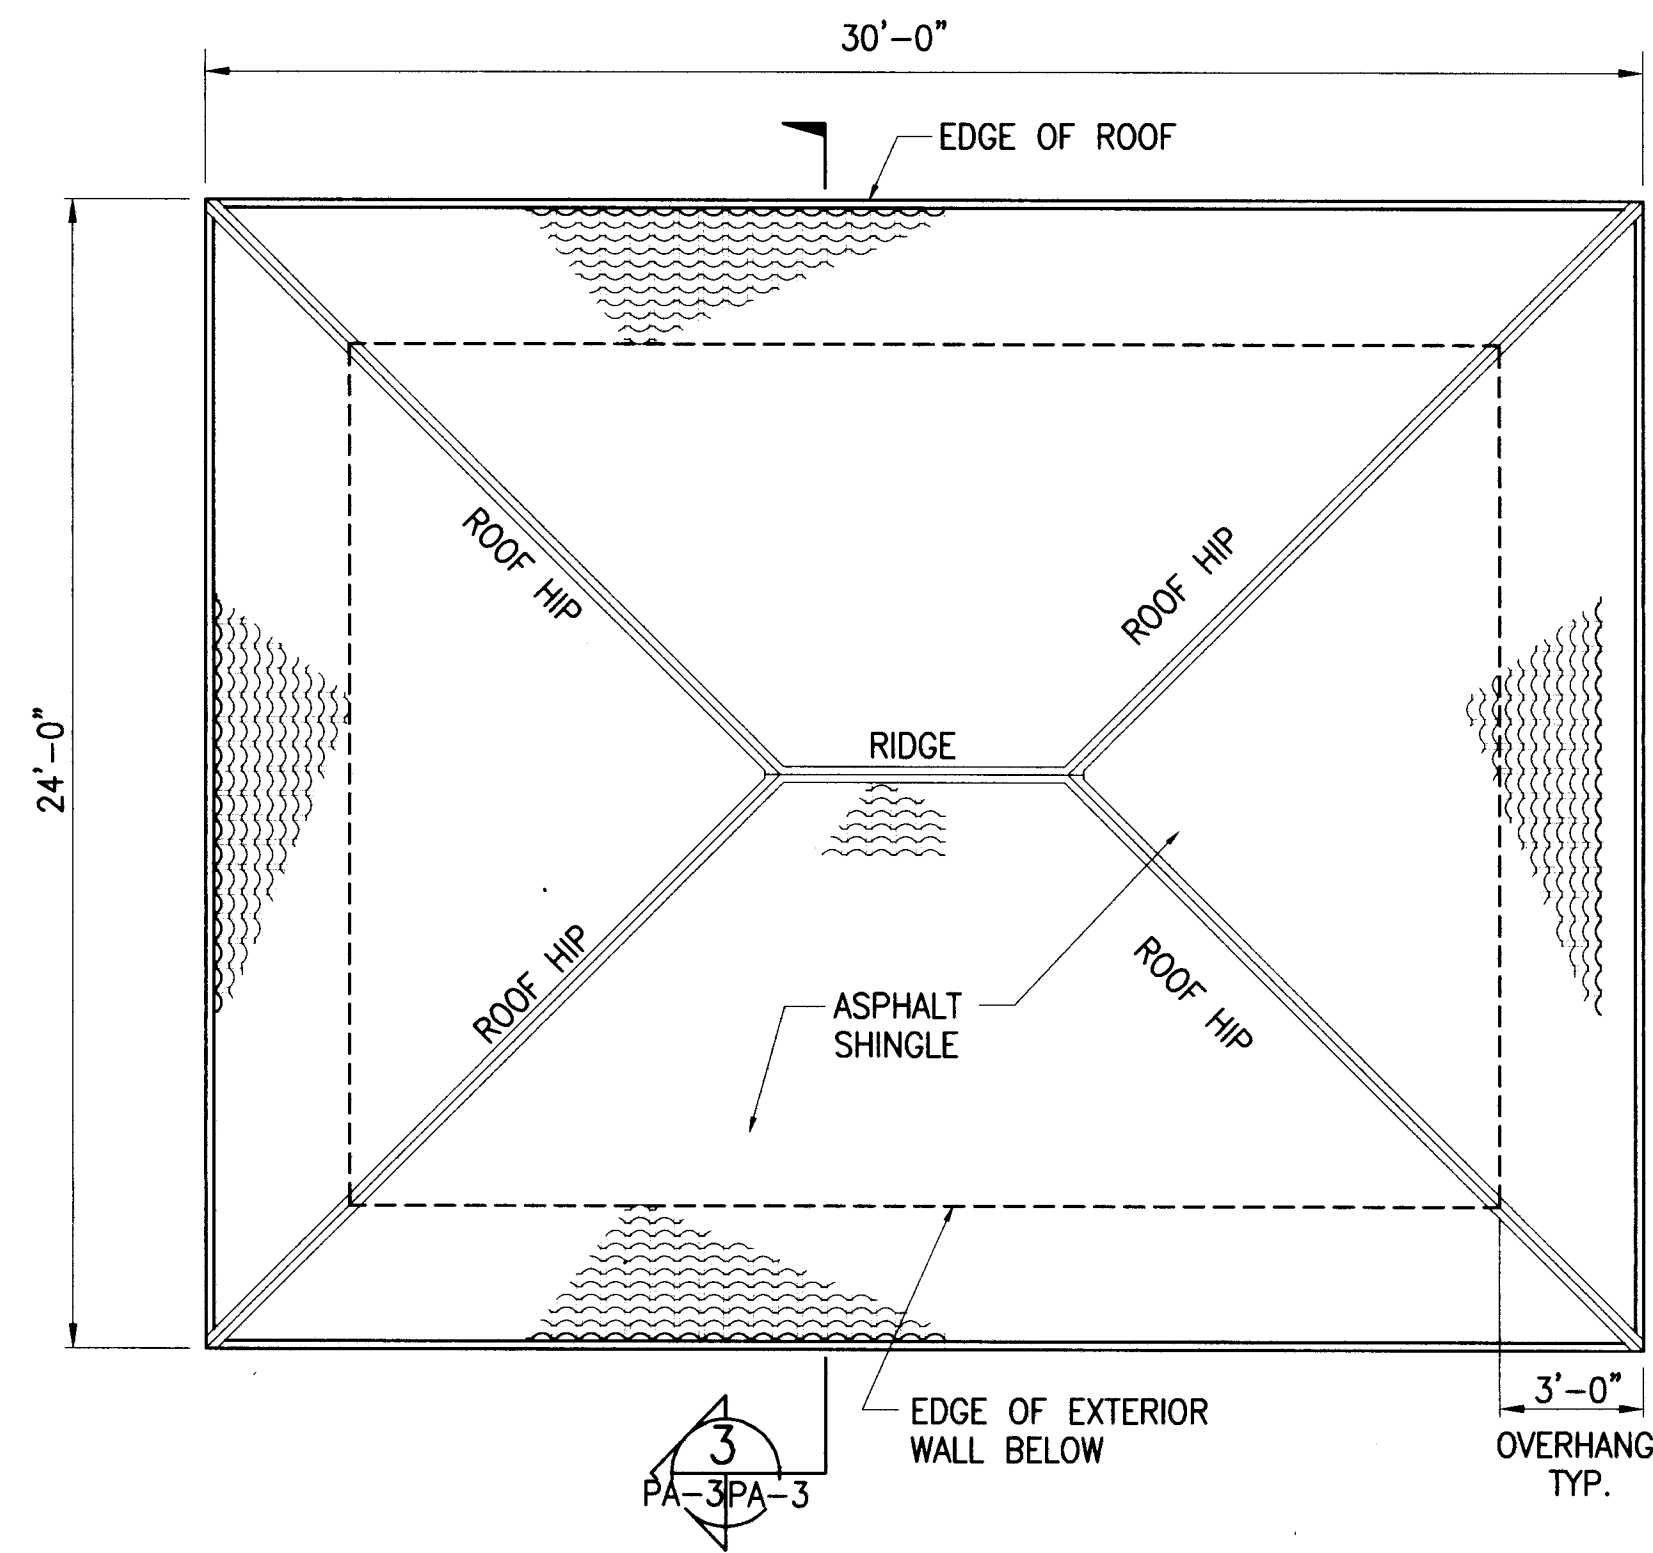 30'-0"
EDGE OF ROOF
24'-0"
ROOF HIP
ROOF HIP
RIDGE
ROOF HIP
ROOF HIP
ASPHALT
SHINGLE
3'-0"
OVERHANG
TYP.
EDGE OF EXTERIOR
WALL BELOW
3
PA-3 PA-3